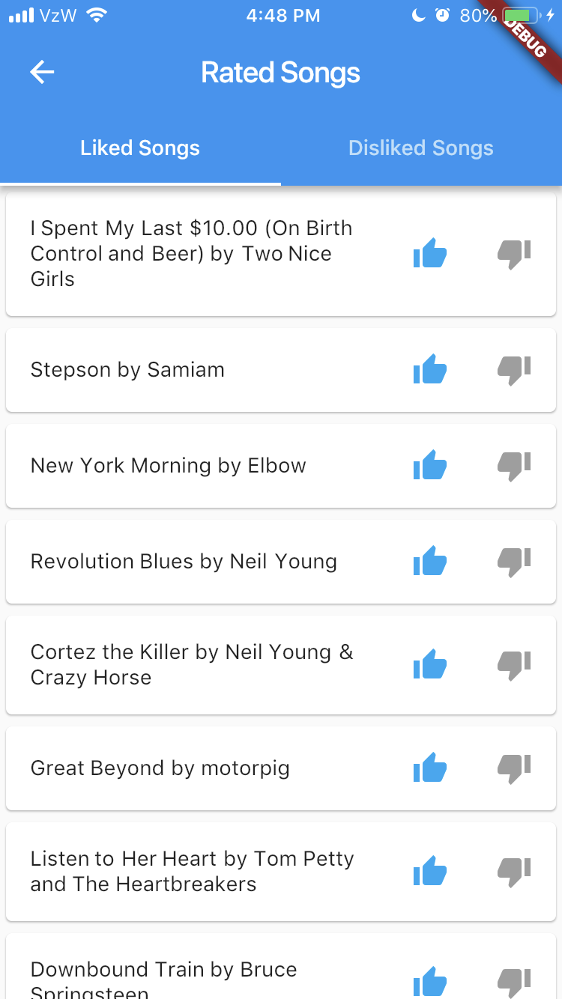 VzW 4:48 PM 80%
DEBUG
Rated Songs
Liked Songs Disliked Songs
I Spent My Last $10.00 (On Birth
Control and Beer) by Two Nice
Girls
Stepson by Samiam
New York Morning by Elbow
Revolution Blues by Neil Young
Cortez the Killer by Neil Young &
Crazy Horse
Great Beyond by motorpig
Listen to Her Heart by Tom Petty
and The Heartbreakers
Downbound Train by Bruce
Springsteen